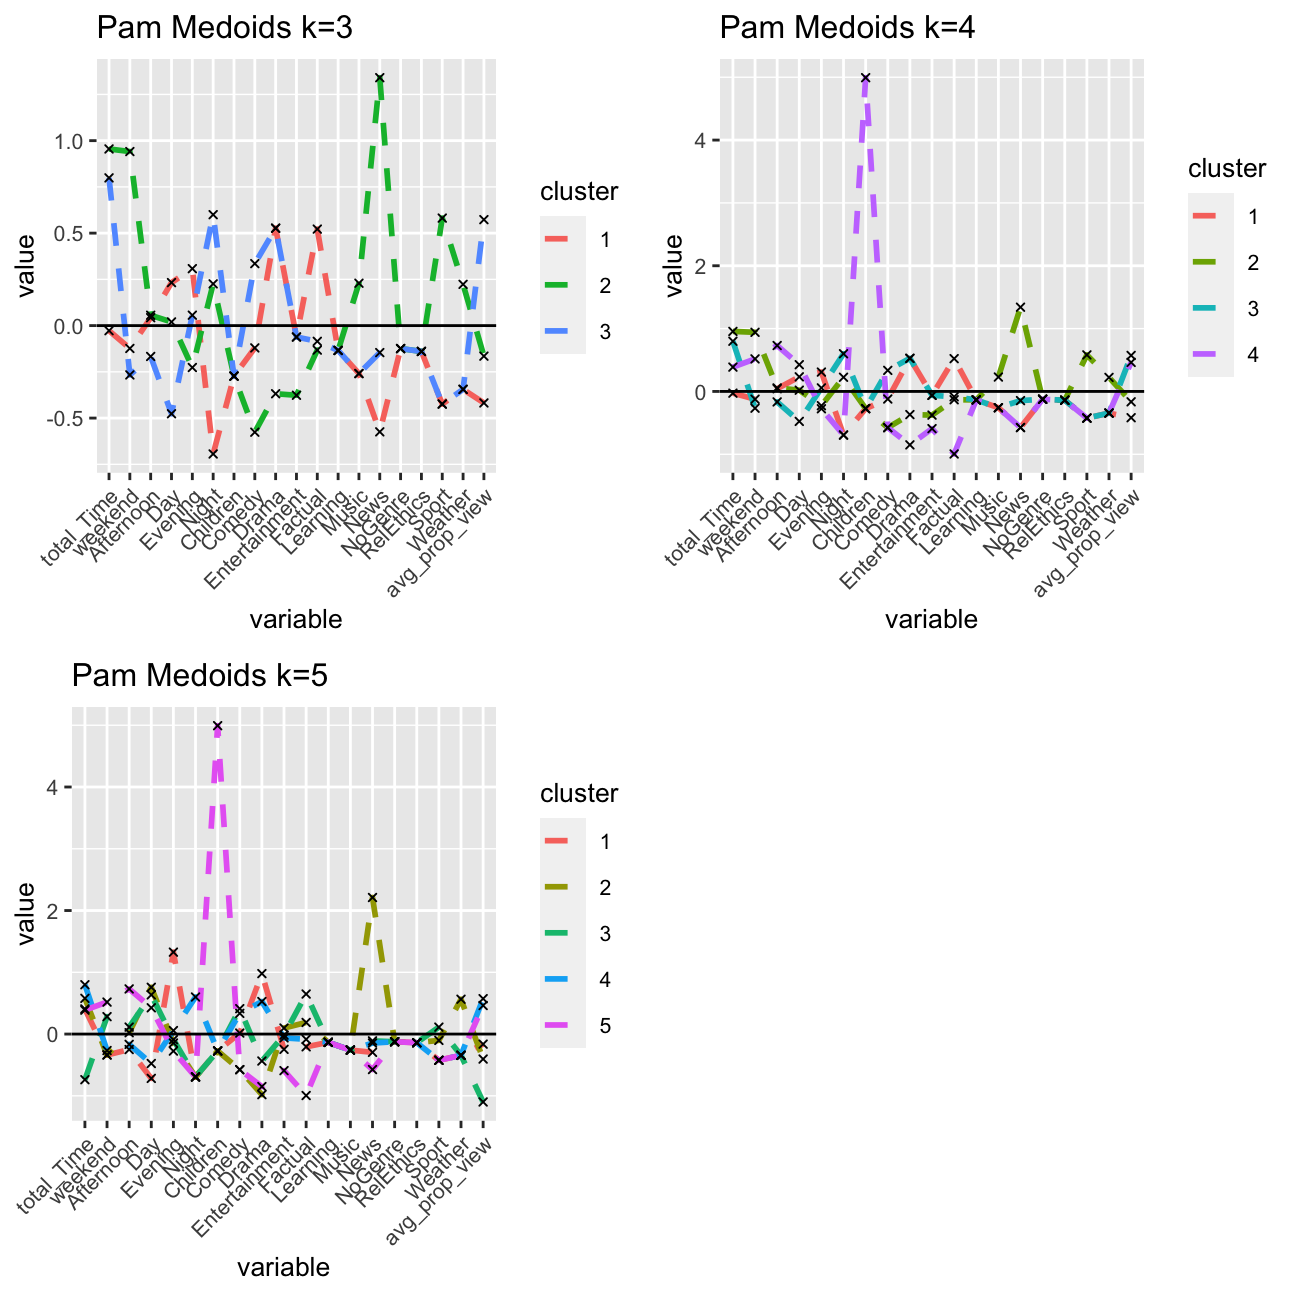 Pam Medoids k=3
value
1.0
0.5
0.0
-0.5
total_Time
weekend
Afternoon
Day
Evening
Night
Children
Comedy
Drama
Entertainment
Factual
Learning
Music
News
NoGenre
RelEthics
Sport
Weather
avg_prop_view
variable
cluster
1
2
3
Pam Medoids k=4
value
4
2
0
total_Time
weekend
Afternoon
Day
Evening
Night
Children
Comedy
Drama
Entertainment
Factual
Learning
Music
News
NoGenre
RelEthics
Sport
Weather
avg_prop_view
variable
cluster
1
2
3
4
Pam Medoids k=5
value
4
2
0
total_Time
weekend
Afternoon
Day
Evening
Night
Children
Comedy
Drama
Entertainment
Factual
Learning
Music
News
NoGenre
RelEthics
Sport
Weather
avg_prop_view
variable
cluster
1
2
3
4
5